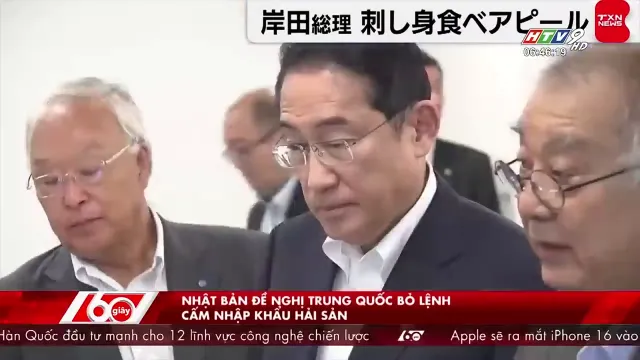 岸田総理 刺し身食べアピール
TXN
NEWS
HTV9
HD
06:46:19
60
giây
NHẬT BẢN ĐỀ NGHỊ TRUNG QUỐC BỎ LỆNH
CẤM NHẬP KHẨU HẢI SẢN
Hàn Quốc đầu tư mạnh cho 12 lĩnh vực công nghệ chiến lược 60 giây Apple sẽ ra mắt iPhone 16 vào